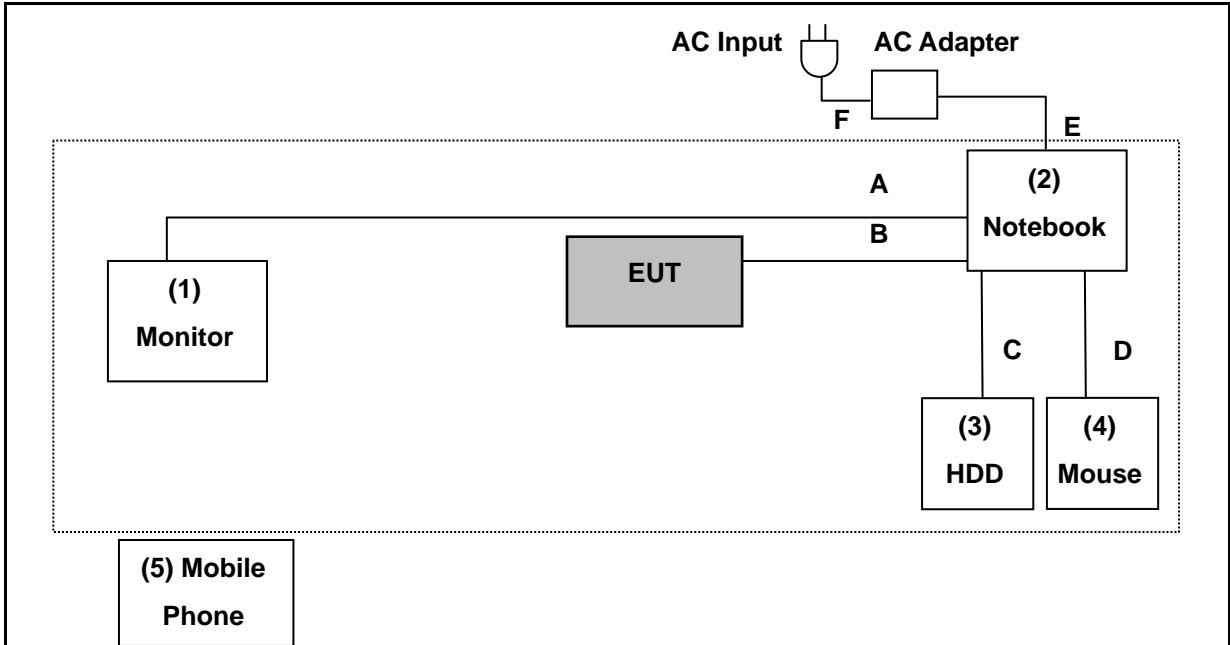 AC Input
AC Adapter
F
E
A
(2)
Notebook
B
EUT
(1)
Monitor
C
D
(3)
HDD
(4)
Mouse
(5) Mobile
Phone